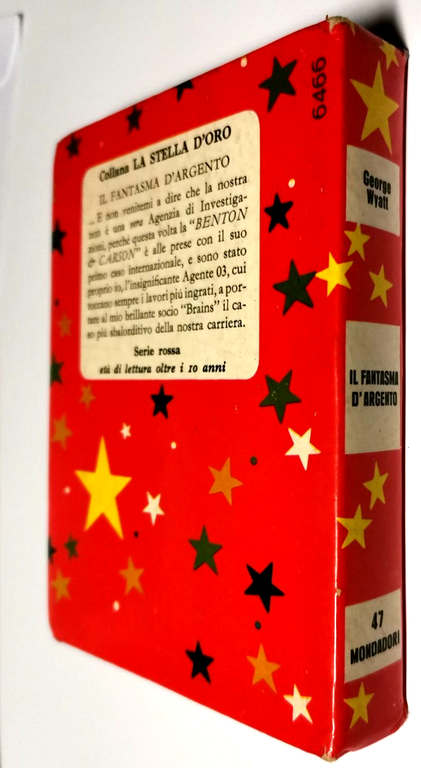 6466
Collana LA STELLA D'ORO
IL FANTASMA D'ARGENTO
... E non venitemi a dire che la nostra
non è una vera Agenzia di Investiga-
zioni, perché questa volta la "BENTON
& CARSON" è alle prese con il suo
primo caso internazionale, e sono stato
proprio io, l'insignificante Agente 03, cui
toccano sempre i lavori più ingrati, a por-
tare al mio brillante socio "Brains" il ca-
so più sbalorditivo della nostra carriera.
Serie rossa
età di lettura oltre i 10 anni
George
Wyatt
IL FANTASMA
D'ARGENTO
47
MONDADORI